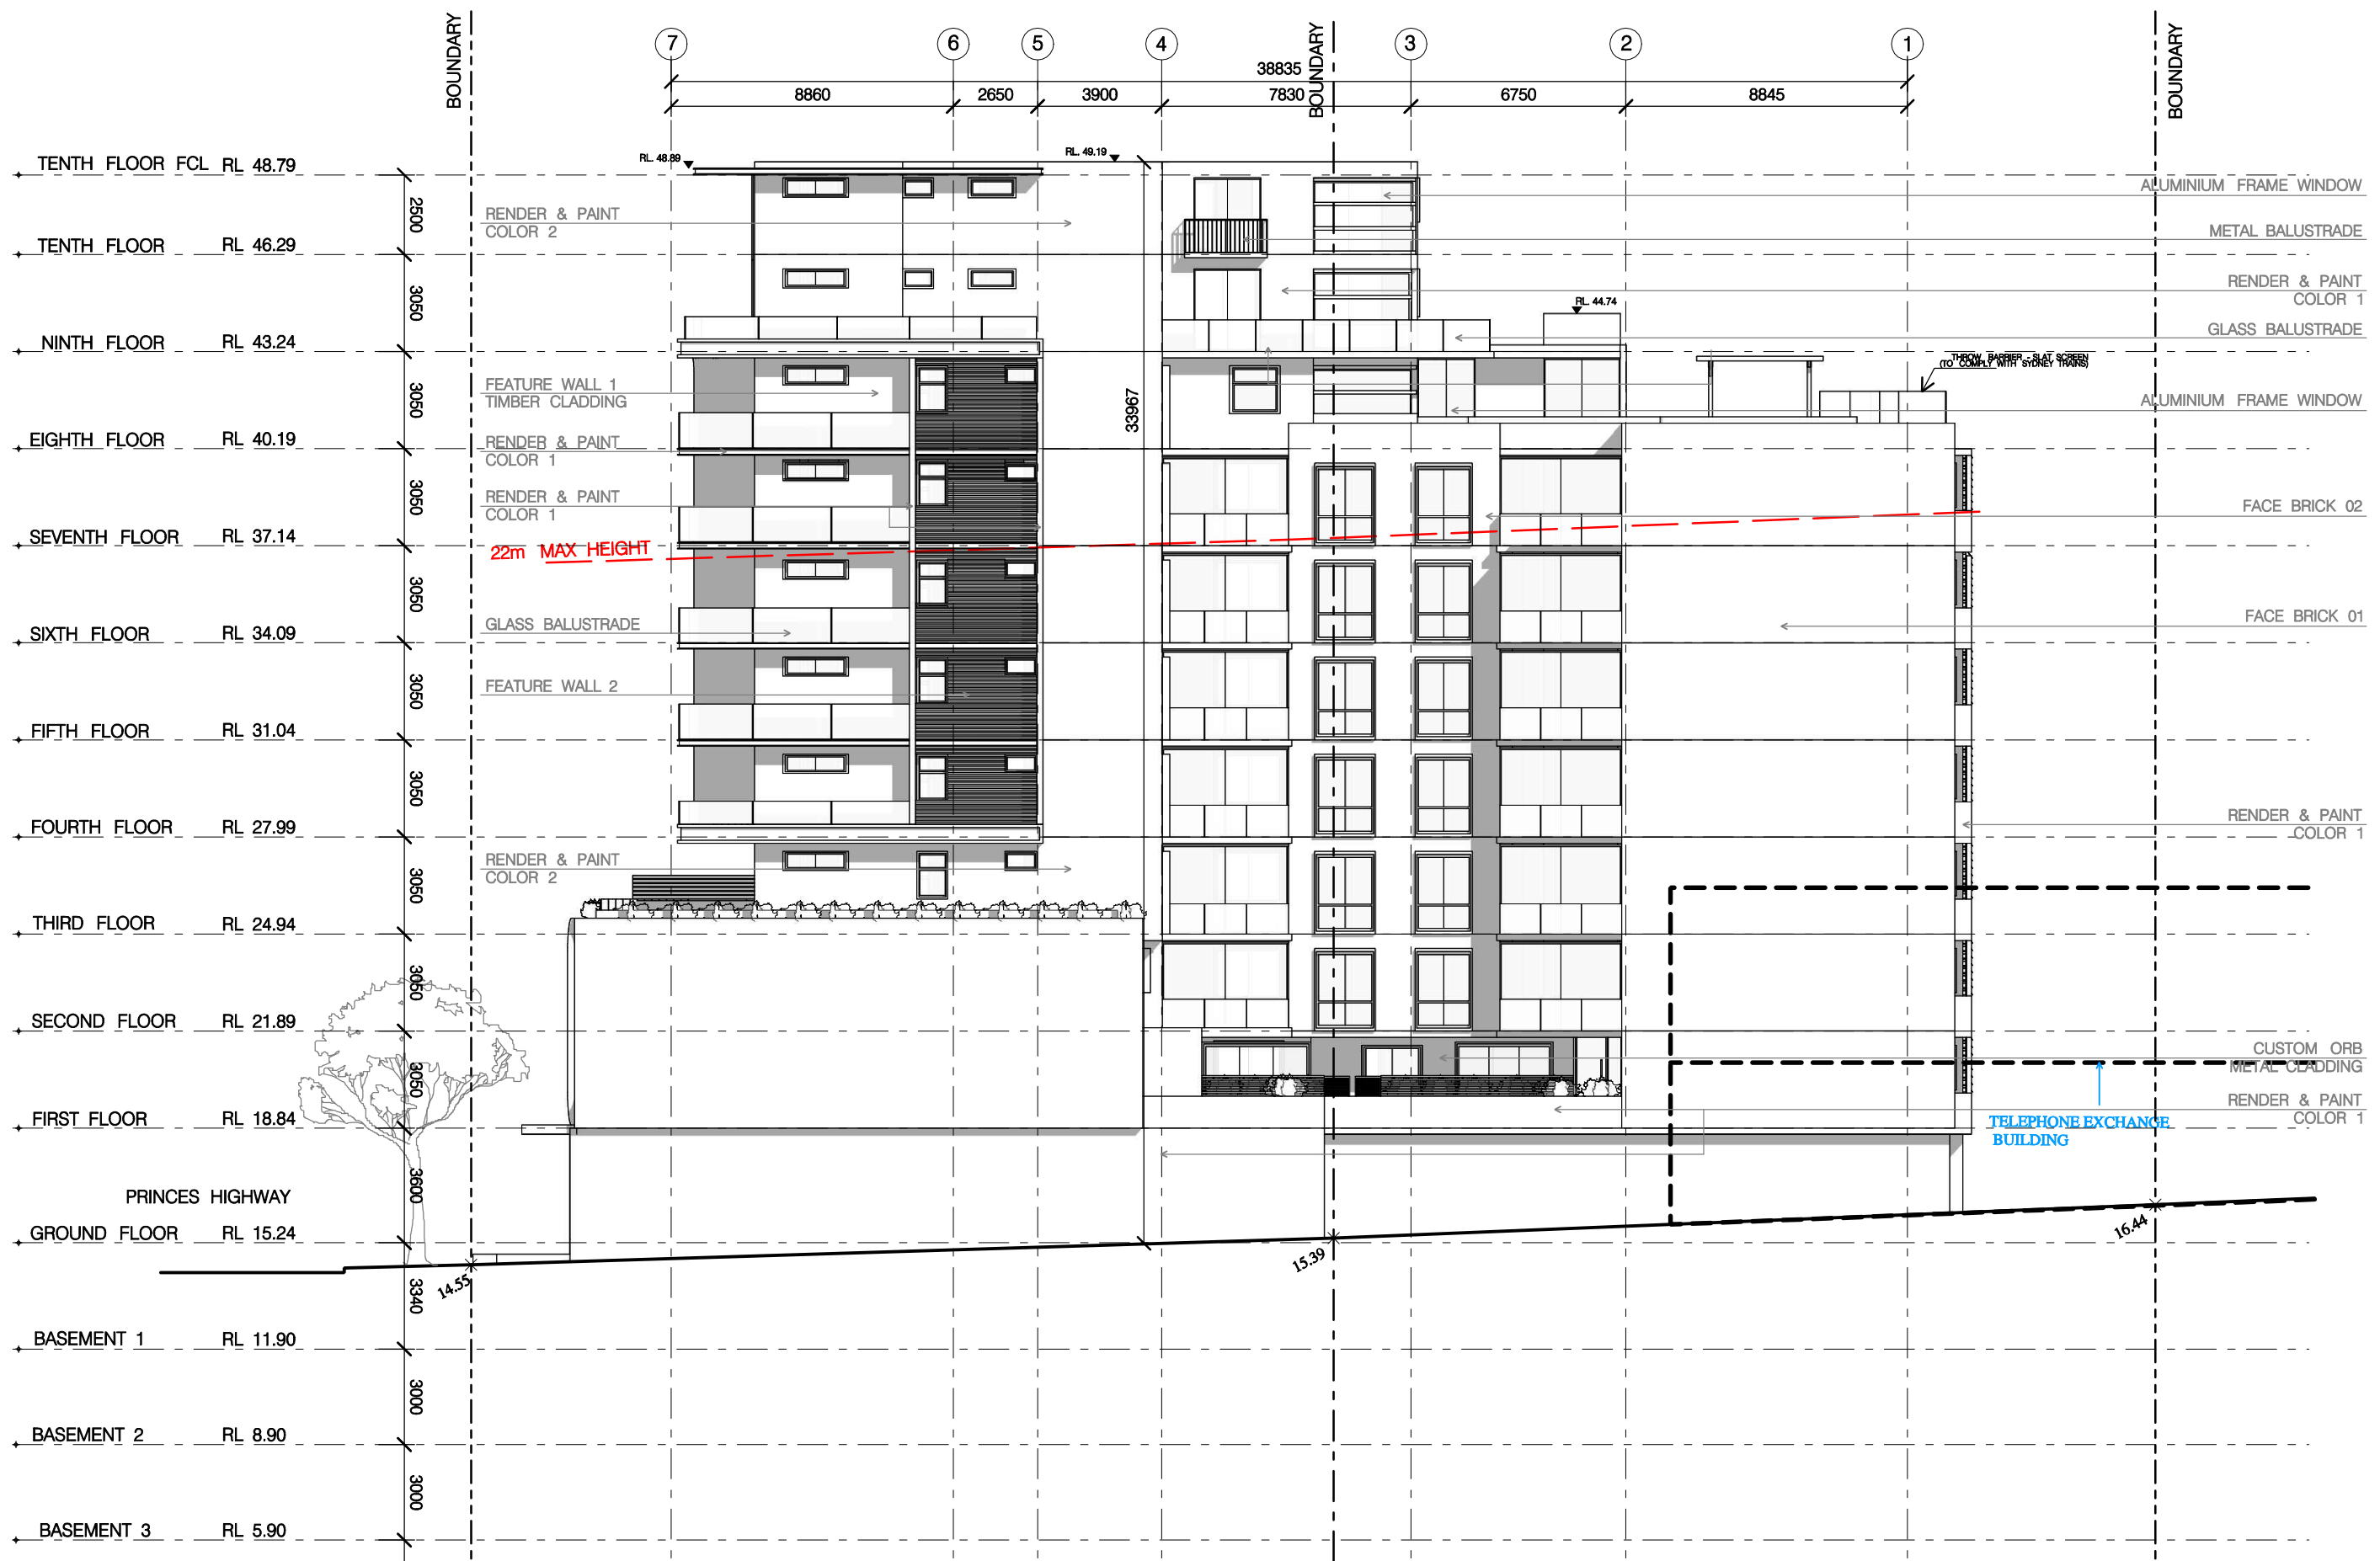 BOUNDARY
7
6
5
4
BOUNDARY
3
2
1
BOUNDARY
38835
8860
2650
3900
7830
6750
8845
TENTH FLOOR FCL RL 48.79
RL. 48.89
RL. 49.19
ALUMINIUM FRAME WINDOW
2500
RENDER & PAINT
COLOR 2
METAL BALUSTRADE
TENTH FLOOR RL 46.29
RENDER & PAINT
COLOR 1
3050
RL. 44.74
GLASS BALUSTRADE
NINTH FLOOR RL 43.24
THROW BARRIER - SLAT SCREEN
(TO COMPLY WITH SYDNEY TRAINS)
FEATURE WALL 1
TIMBER CLADDING
3050
33967
ALUMINIUM FRAME WINDOW
EIGHTH FLOOR RL 40.19
RENDER & PAINT
COLOR 1
3050
RENDER & PAINT
COLOR 1
FACE BRICK 02
SEVENTH FLOOR RL 37.14
22m MAX HEIGHT
3050
GLASS BALUSTRADE
FACE BRICK 01
SIXTH FLOOR RL 34.09
3050
FEATURE WALL 2
FIFTH FLOOR RL 31.04
3050
FOURTH FLOOR RL 27.99
RENDER & PAINT
COLOR 1
3050
RENDER & PAINT
COLOR 2
THIRD FLOOR RL 24.94
3050
SECOND FLOOR RL 21.89
3050
CUSTOM ORB
METAL CLADDING
RENDER & PAINT
COLOR 1
FIRST FLOOR RL 18.84
TELEPHONE EXCHANGE
BUILDING
3600
PRINCES HIGHWAY
GROUND FLOOR RL 15.24
14.55
15.39
16.44
3340
BASEMENT 1 RL 11.90
3000
BASEMENT 2 RL 8.90
3000
BASEMENT 3 RL 5.90